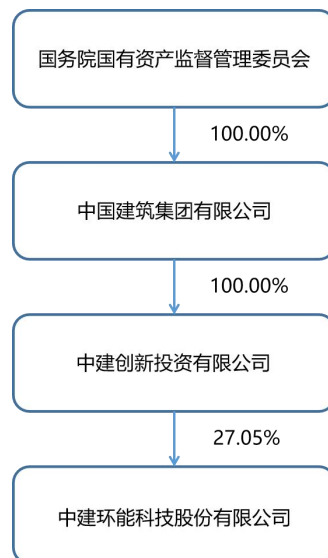 国务院国有资产监督管理委员会
100.00%
中国建筑集团有限公司
100.00%
中建创新投资有限公司
27.05%
中建环能科技股份有限公司